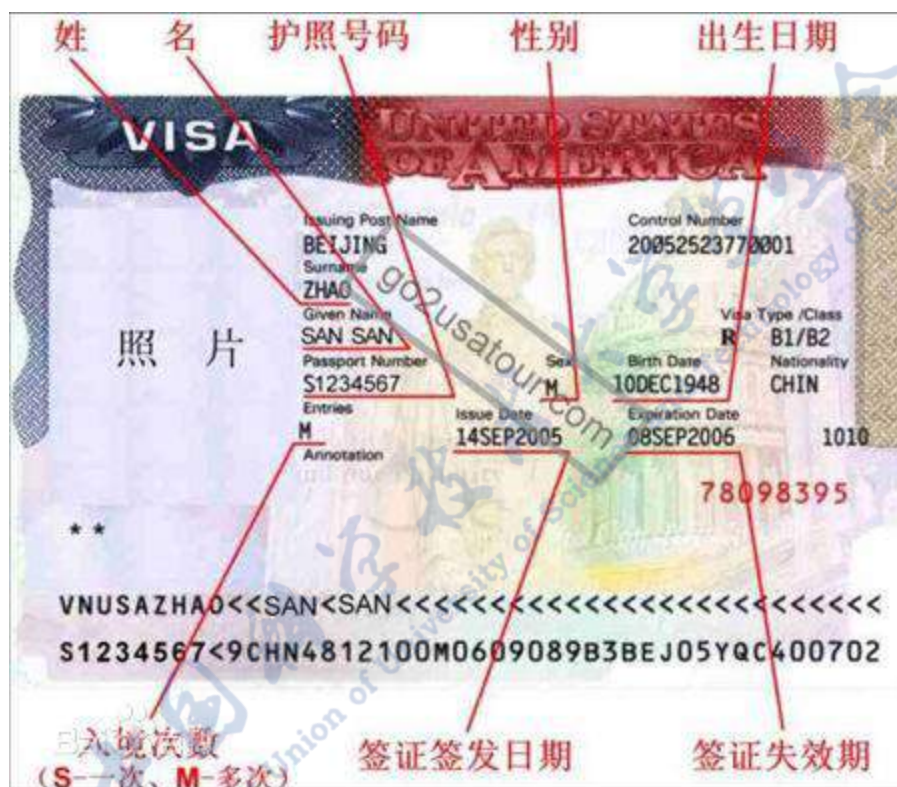 姓 名 护照号码 性别 出生日期
VISA UNITED STATES OF AMERICA
Issuing Post Name Control Number
BEIJING 20052523770001
Surname
ZHAO
Given Name Visa Type /Class
SAN SAN R B1/B2
Passport Number Sex Birth Date Nationality
S1234567 M 10DEC1948 CHIN
Entries Issue Date Expiration Date
M 14SEP2005 08SEP2006 1010
Annotation
78098395
照 片
go2usatour.com
**
VNUSAZHAO<<SAN<SAN<<<<<<<<<<<<<<<<<<<<<<<<<<
S1234567<9CHN4812100M0609089B3BEJ05YQC400702
入境次数 签证签发日期 签证失效期
(S-一次、M-多次)